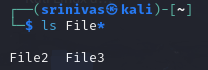 ┌──(srinivas㉿kali)-[~]
└─$ ls File*
File2  File3